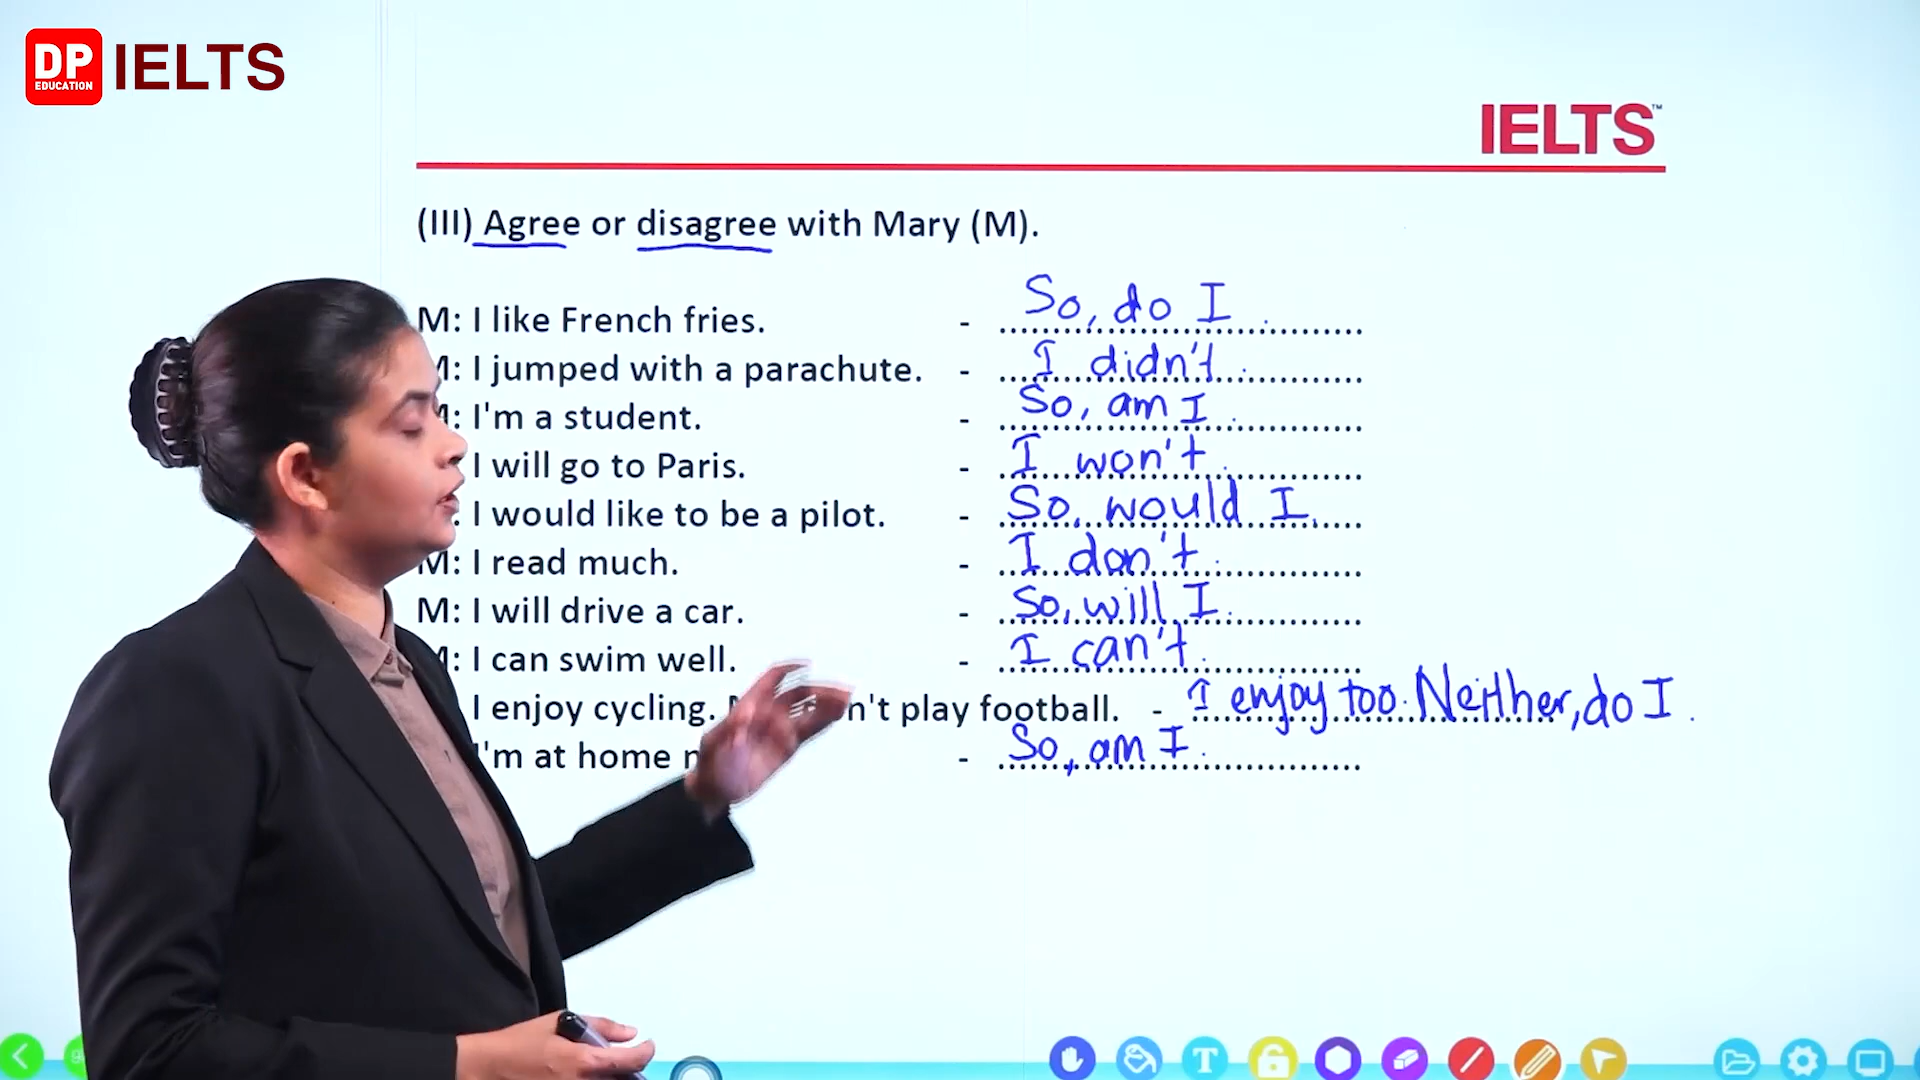 DP EDUCATION IELTS
IELTS™
(III) Agree or disagree with Mary (M).
M: I like French fries. - So, do I.
M: I jumped with a parachute. - I didn't.
M: I'm a student. - So, am I.
I will go to Paris. - I won't.
I would like to be a pilot. - So, would I.
M: I read much. - I don't.
M: I will drive a car. - So, will I.
M: I can swim well. - I can't.
I enjoy cycling. n't play football. - I enjoy too. Neither, do I.
I'm at home - So, am I.